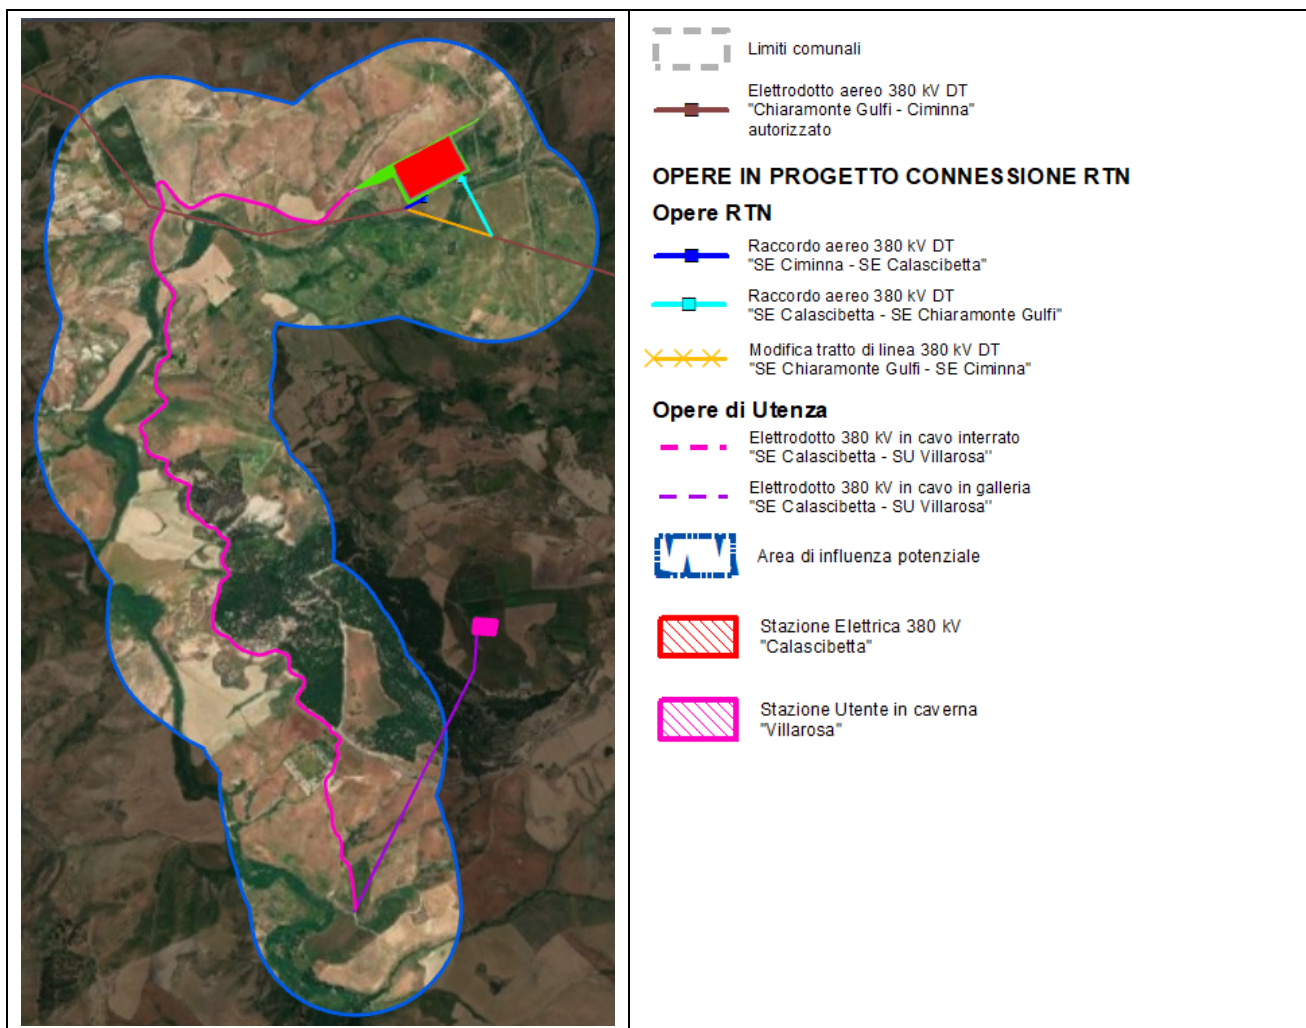 Limiti comunali
Elettrodotto aereo 380 kV DT
"Chiaramonte Gulfi - Ciminna"
autorizzato
OPERE IN PROGETTO CONNESSIONE RTN
Opere RTN
Raccordo aereo 380 kV DT
"SE Ciminna - SE Calascibetta"
Raccordo aereo 380 kV DT
"SE Calascibetta - SE Chiaramonte Gulfi"
Modifica tratto di linea 380 kV DT
"SE Chiaramonte Gulfi - SE Ciminna"
Opere di Utenza
Elettrodotto 380 kV in cavo interrato
"SE Calascibetta - SU Villarosa"
Elettrodotto 380 kV in cavo in galleria
"SE Calascibetta - SU Villarosa"
Area di influenza potenziale
Stazione Elettrica 380 kV
"Calascibetta"
Stazione Utente in caverna
"Villarosa"